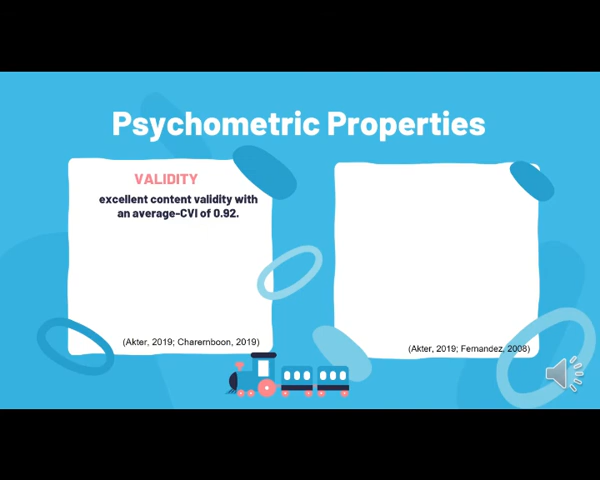 Psychometric Properties
VALIDITY
excellent content validity with
an average-CVI of 0.92.
(Akter, 2019; Charernboon, 2019)
(Akter, 2019; Fernandez, 2008)